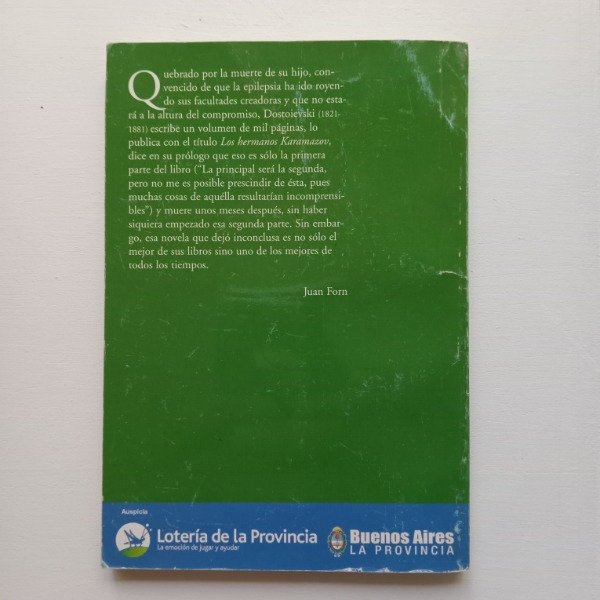 Quebrado por la muerte de su hijo, con-
vencido de que la epilepsia ha ido royen-
do sus facultades creadoras y que no esta-
rá a la altura del compromiso, Dostoievski (1821-
1881) escribe un volumen de mil páginas, lo
publica con el título Los hermanos Karamazov,
dice en su prólogo que eso es sólo la primera
parte del libro (“La principal será la segunda,
pero no me es posible prescindir de ésta, pues
muchas cosas de aquélla resultarían incomprensi-
bles”) y muere unos meses después, sin haber
siquiera empezado esa segunda parte. Sin embar-
go, esa novela que dejó inconclusa es no sólo el
mejor de sus libros sino uno de los mejores de
todos los tiempos.
Juan Forn
Auspicia
Lotería de la Provincia
La emoción de jugar y ayudar
Buenos Aires
LA PROVINCIA